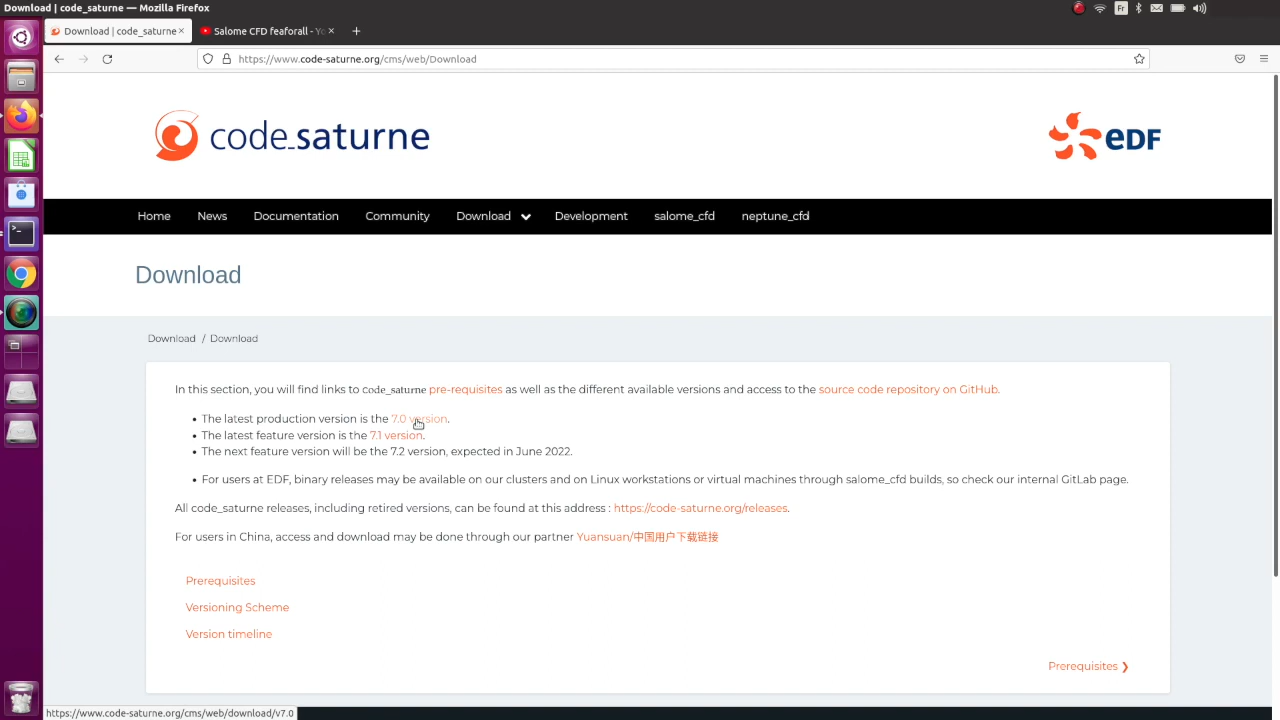 Download | code_saturne — Mozilla Firefox
Fr
Download | code_saturne ×
Salome CFD feaforall - Yo ×
https://www.code-saturne.org/cms/web/Download
code_saturne
EDF
Home News Documentation Community Download Development salome_cfd neptune_cfd
Download
Download / Download
In this section, you will find links to code_saturne pre-requisites as well as the different available versions and access to the source code repository on GitHub.
• The latest production version is the 7.0 version.
• The latest feature version is the 7.1 version.
• The next feature version will be the 7.2 version, expected in June 2022.
• For users at EDF, binary releases may be available on our clusters and on Linux workstations or virtual machines through salome_cfd builds, so check our internal GitLab page.
All code_saturne releases, including retired versions, can be found at this address : https://code-saturne.org/releases.
For users in China, access and download may be done through our partner Yuansuan/中国用户下载链接
Prerequisites
Versioning Scheme
Version timeline
Prerequisites ❯
https://www.code-saturne.org/cms/web/download/v7.0